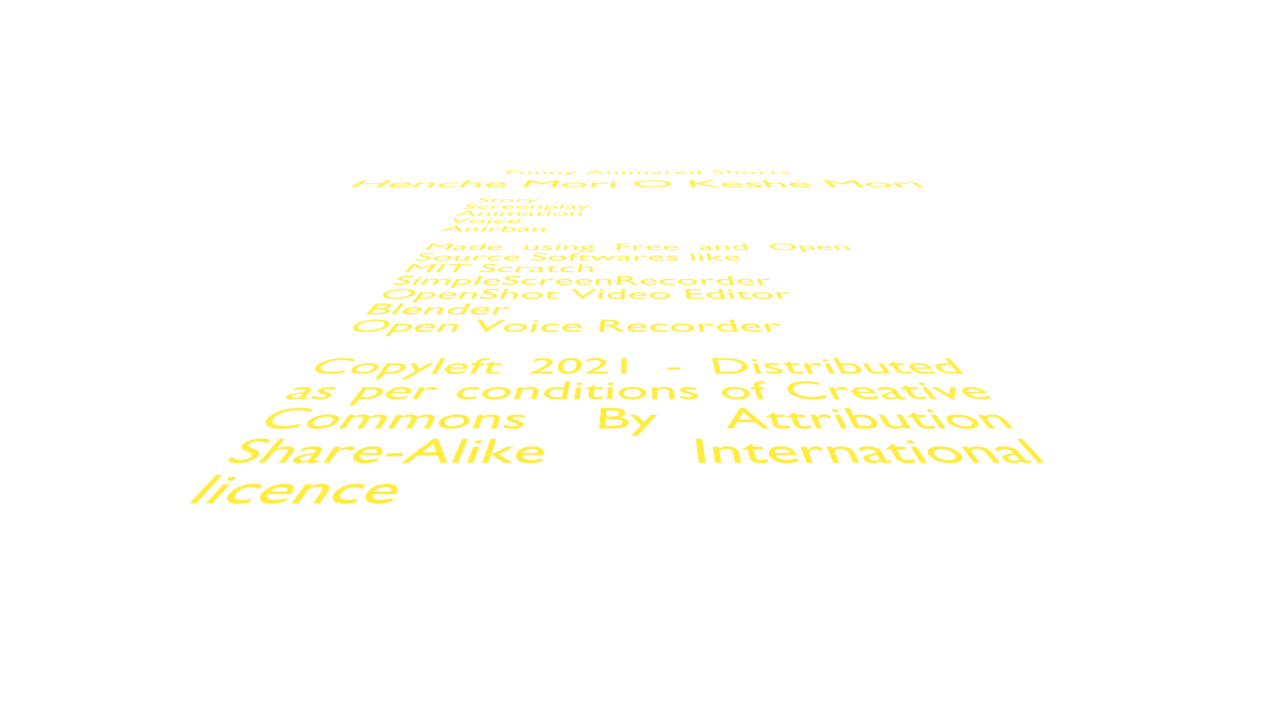 Funny Animated Shorts
Henche Mori O Keshe Mori
Story
Screenplay
Animation
Voice
Anirban
Made using Free and Open
Source Softwares like
MIT Scratch
SimpleScreenRecorder
OpenShot Video Editor
Blender
Open Voice Recorder
Copyleft 2021 - Distributed
as per conditions of Creative
Commons By Attribution
Share-Alike International
licence